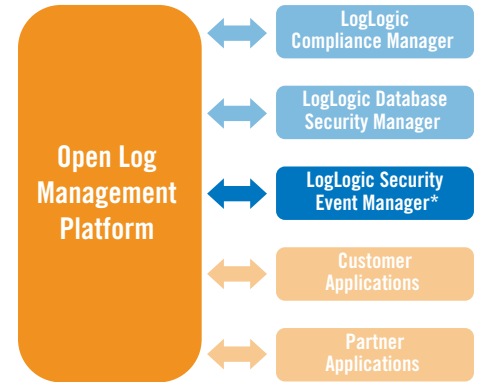 Open Log
Management
Platform
LogLogic
Compliance Manager
LogLogic Database
Security Manager
LogLogic Security
Event Manager*
Customer
Applications
Partner
Applications